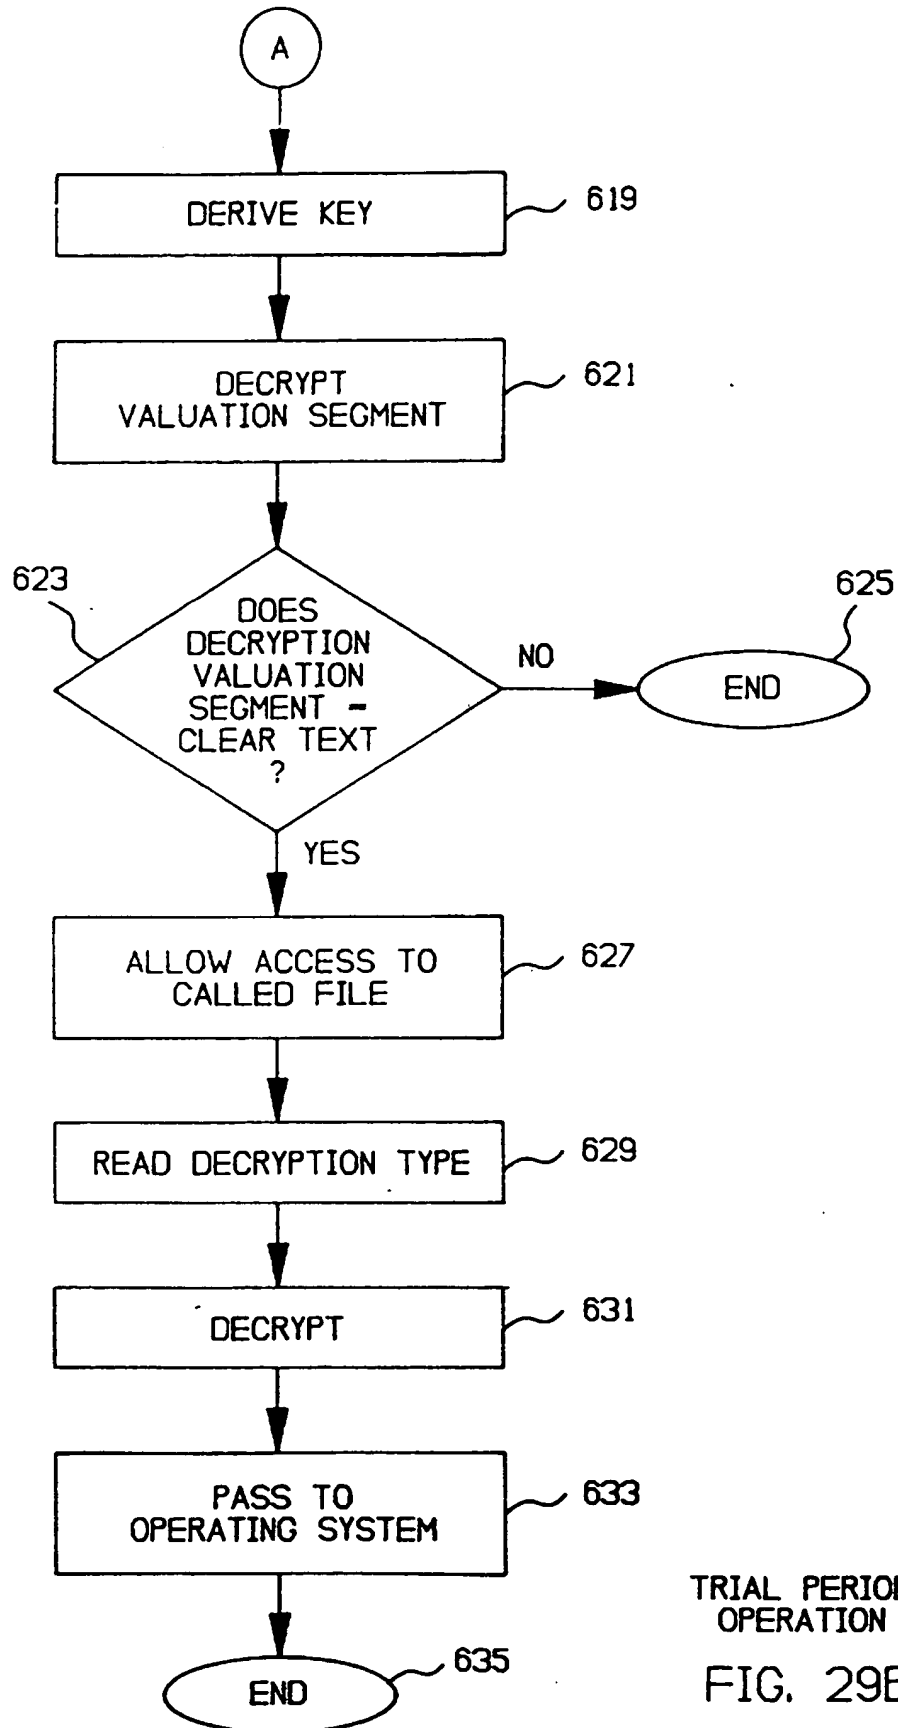 A
DERIVE KEY
619
DECRYPT
VALUATION SEGMENT
621
623
DOES
DECRYPTION
VALUATION
SEGMENT -
CLEAR TEXT
?
NO
625
END
YES
ALLOW ACCESS TO
CALLED FILE
627
READ DECRYPTION TYPE
629
DECRYPT
631
PASS TO
OPERATING SYSTEM
633
END
635
TRIAL PERIO
OPERATION
FIG. 29B